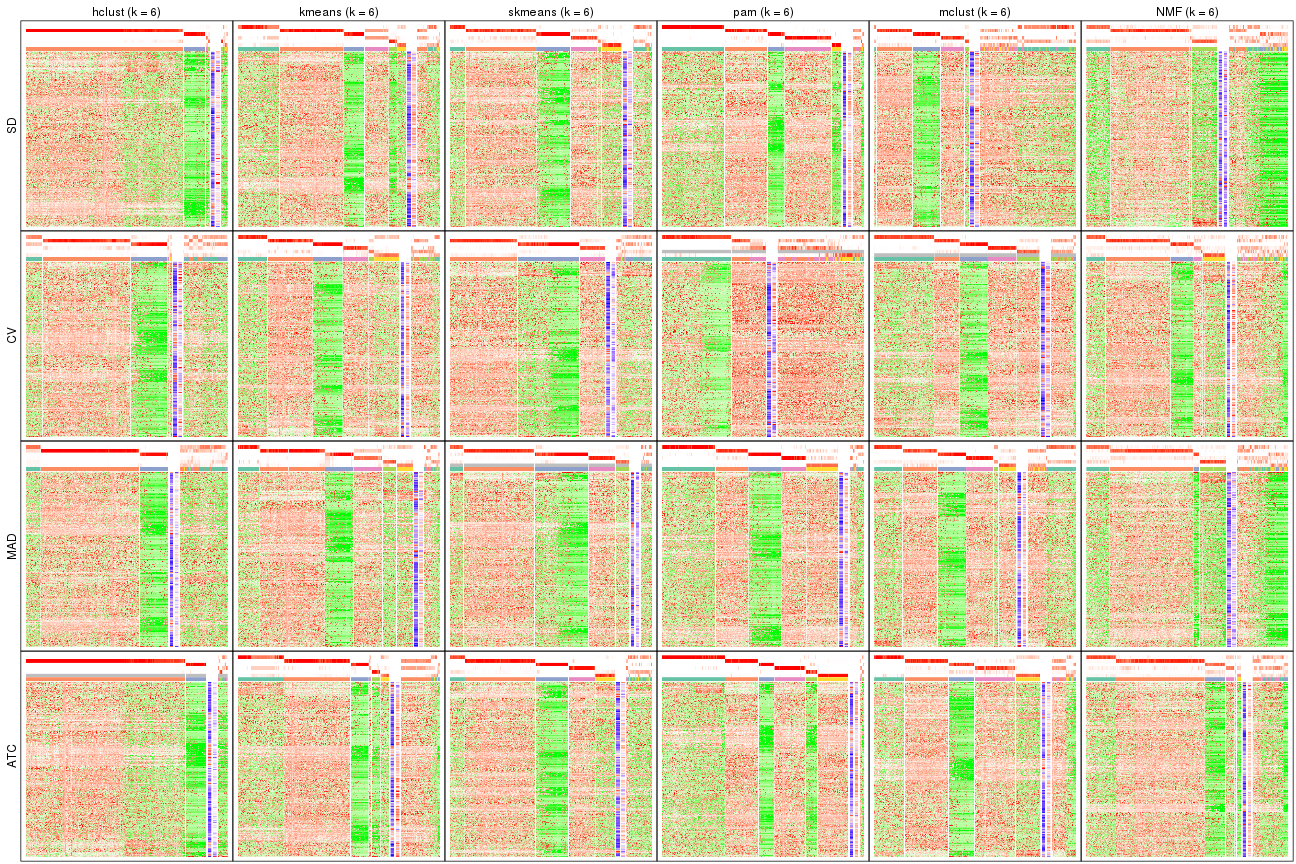 hclust (k = 6)
kmeans (k = 6)
skmeans (k = 6)
pam (k = 6)
mclust (k = 6)
NMF (k = 6)
SD
CV
MAD
ATC